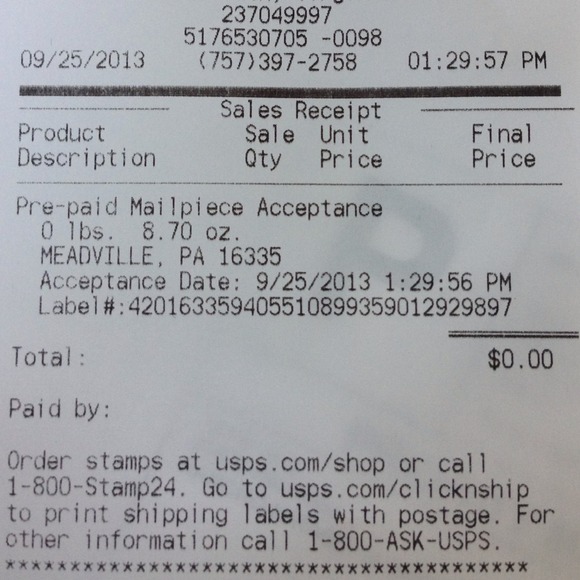 237049997
5176530705 -0098
09/25/2013 (757)397-2758 01:29:57 PM
Sales Receipt
Product Sale Unit Final
Description Qty Price Price
Pre-paid Mailpiece Acceptance
0 lbs. 8.70 oz.
MEADVILLE, PA 16335
Acceptance Date: 9/25/2013 1:29:56 PM
Label#:420163359405510899359012929897
Total: $0.00
Paid by:
Order stamps at usps.com/shop or call
1-800-Stamp24. Go to usps.com/clicknship
to print shipping labels with postage. For
other information call 1-800-ASK-USPS.
****************************************